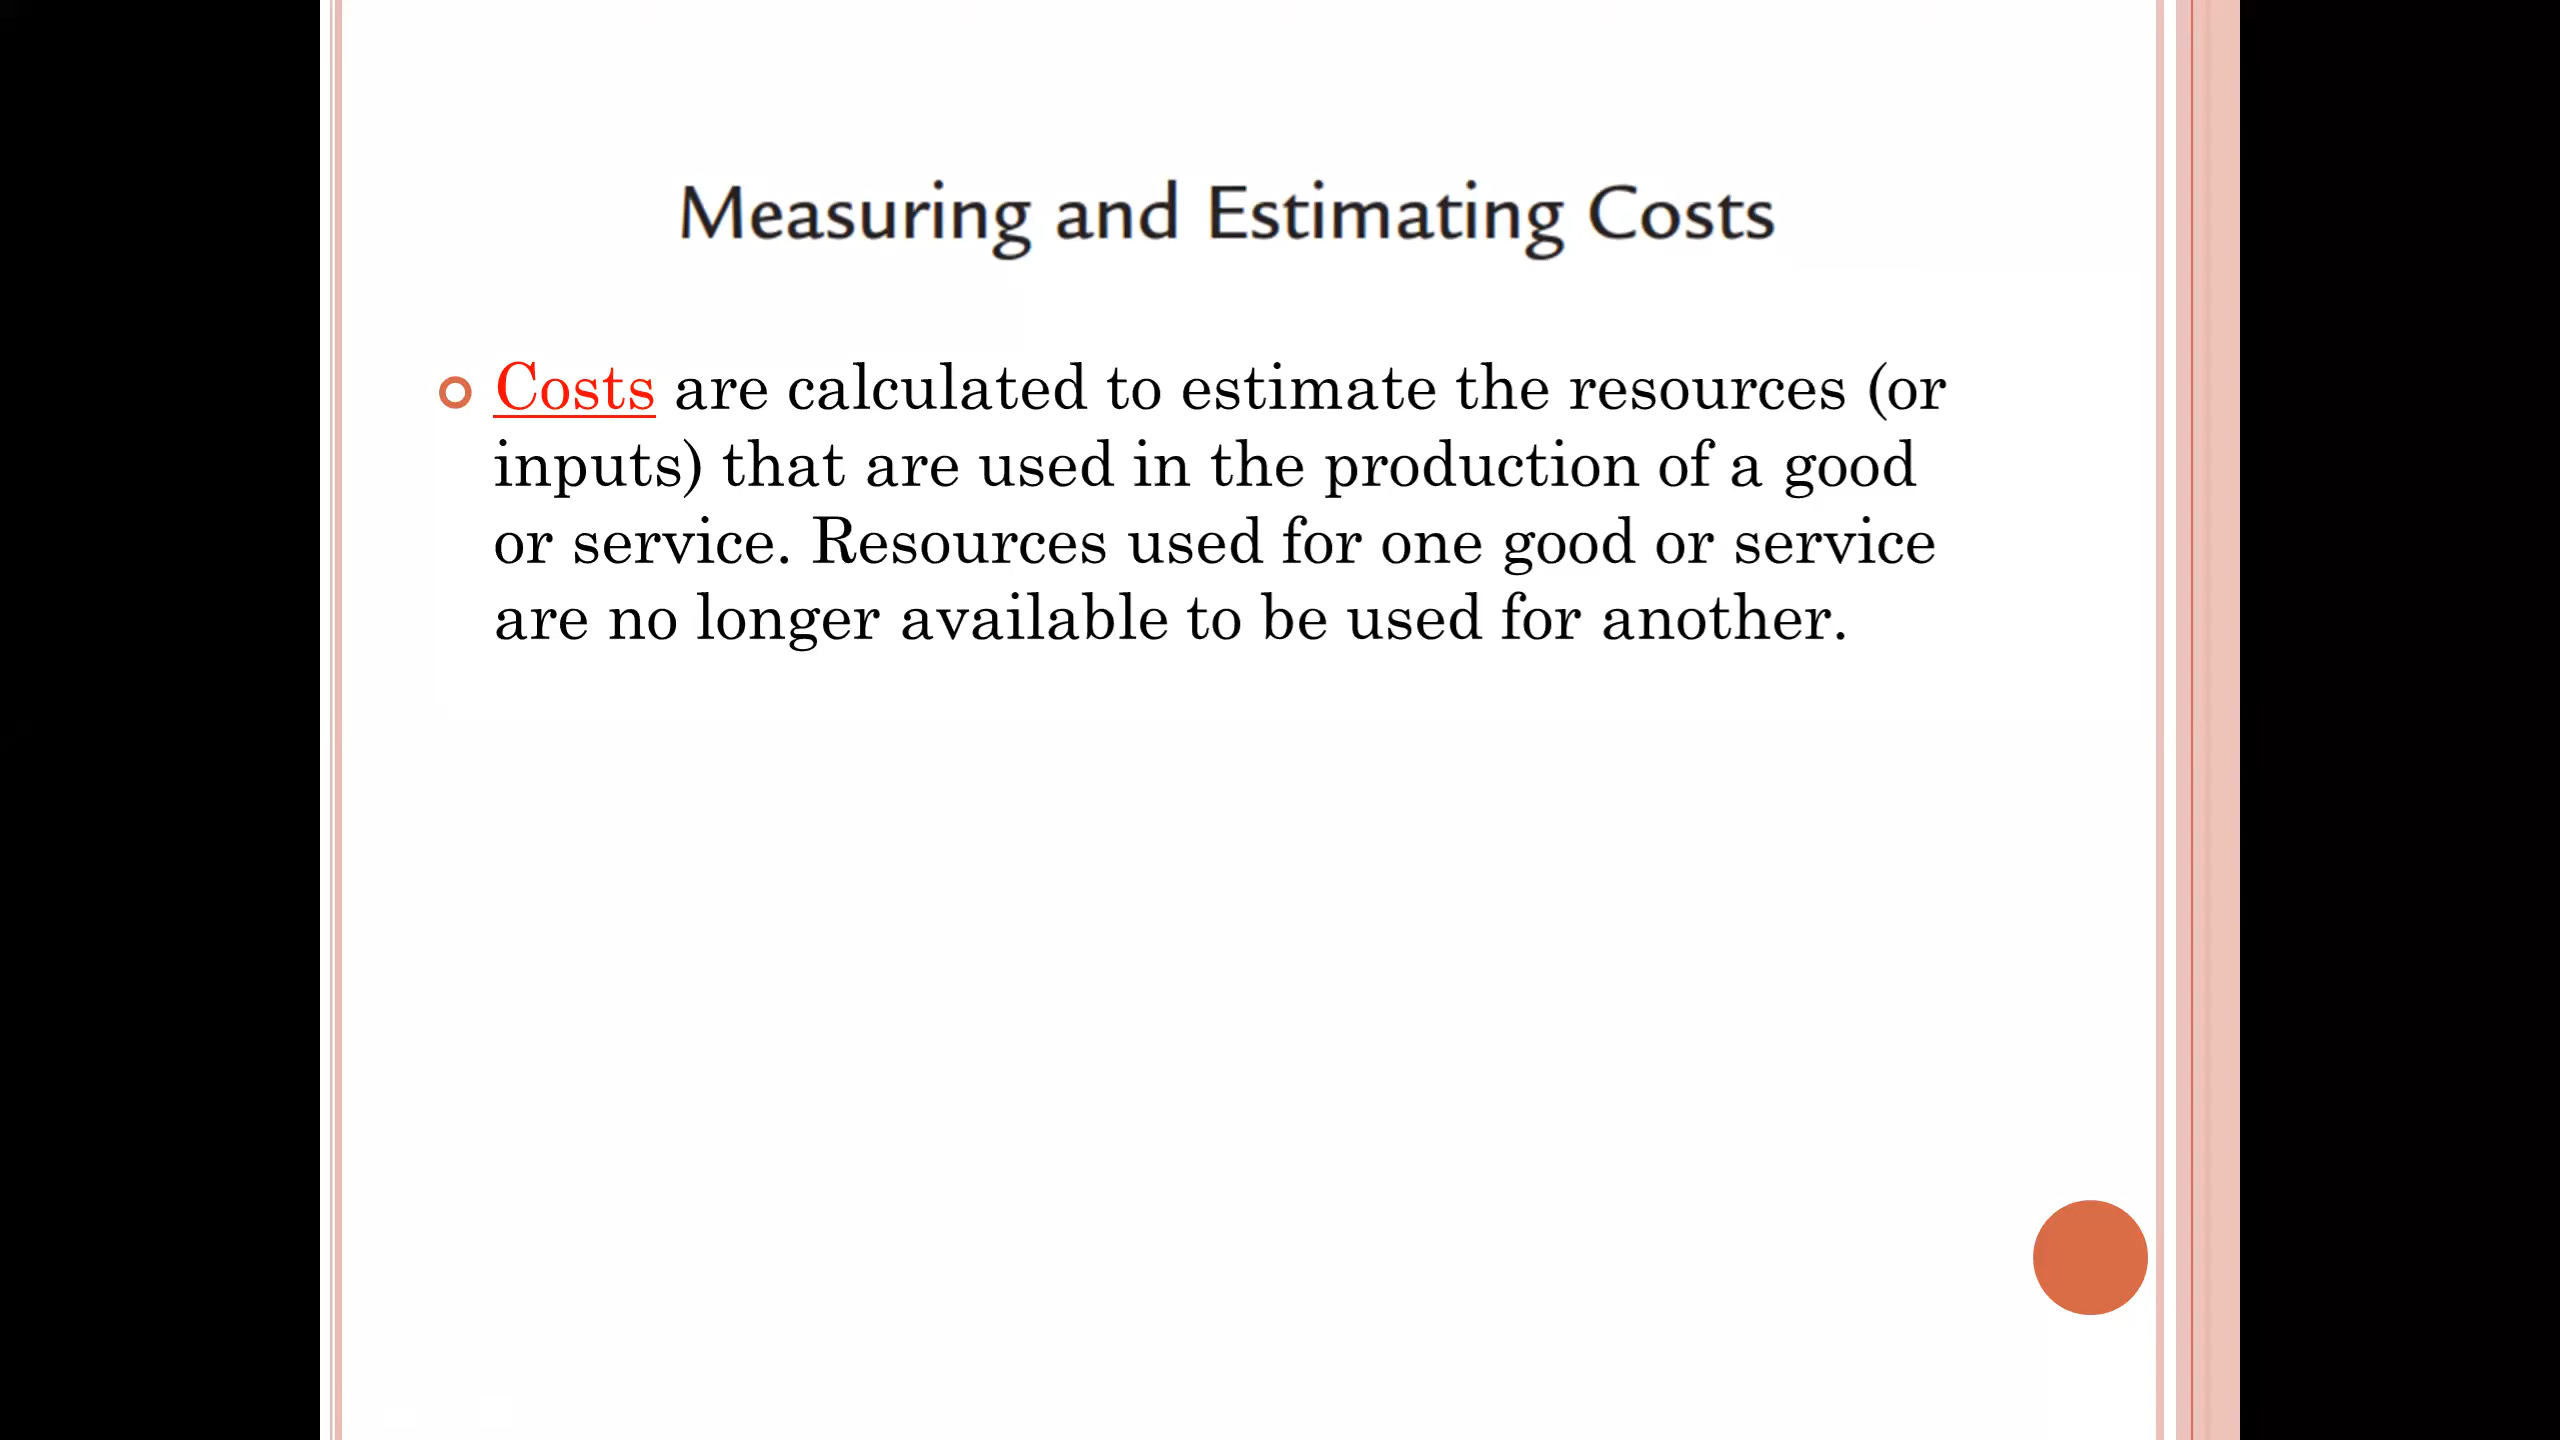 Measuring and Estimating Costs
Costs are calculated to estimate the resources (or
inputs) that are used in the production of a good
or service. Resources used for one good or service
are no longer available to be used for another.